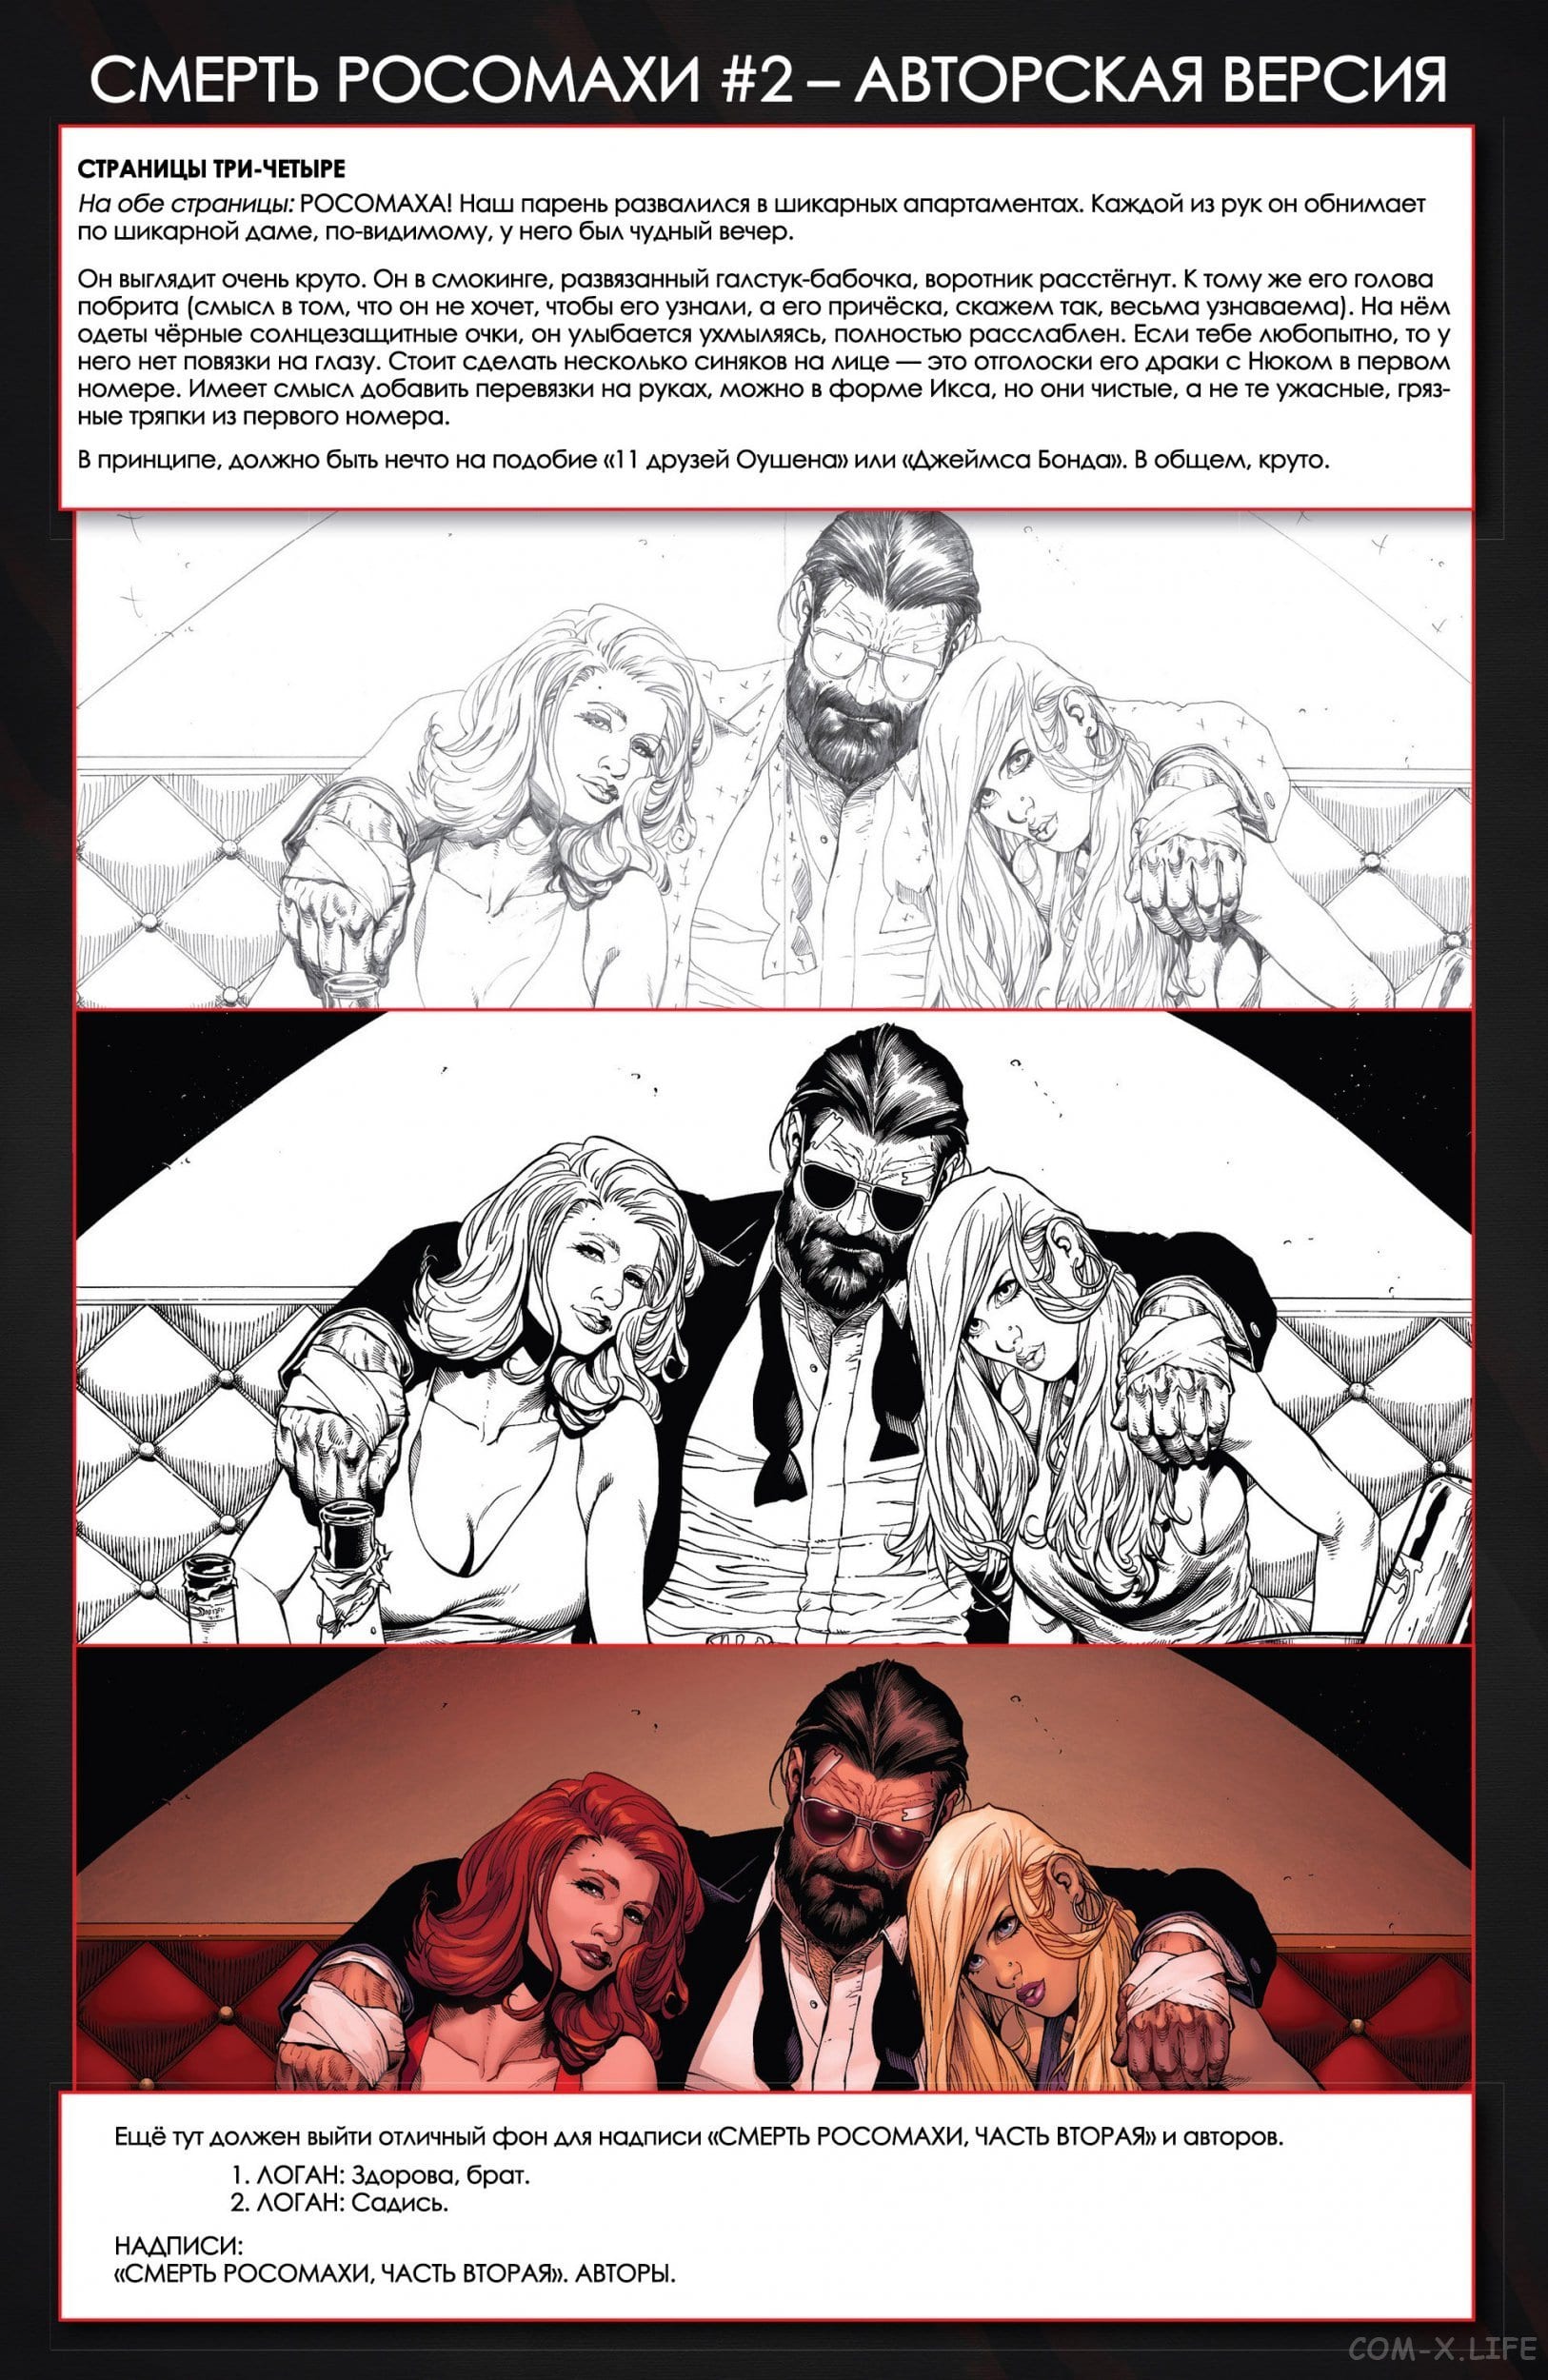 СМЕРТЬ РОСОМАХИ #2 – АВТОРСКАЯ ВЕРСИЯ
СТРАНИЦЫ ТРИ-ЧЕТЫРЕ
На обе страницы: РОСОМАХА! Наш парень развалился в шикарных апартаментах. Каждой из рук он обнимает
по шикарной даме, по-видимому, у него был чудный вечер.
Он выглядит очень круто. Он в смокинге, развязанный галстук-бабочка, воротник расстёгнут. К тому же его голова
побрита (смысл в том, что он не хочет, чтобы его узнали, а его причёска, скажем так, весьма узнаваема). На нём
одеты чёрные солнцезащитные очки, он улыбается ухмыляясь, полностью расслаблен. Если тебе любопытно, то у
него нет повязки на глазу. Стоит сделать несколько синяков на лице — это отголоски его драки с Нюком в первом
номере. Имеет смысл добавить перевязки на руках, можно в форме Икса, но они чистые, а не те ужасные, гряз-
ные тряпки из первого номера.
В принципе, должно быть нечто на подобие «11 друзей Оушена» или «Джеймса Бонда». В общем, круто.
Ещё тут должен выйти отличный фон для надписи «СМЕРТЬ РОСОМАХИ, ЧАСТЬ ВТОРАЯ» и авторов.
1. ЛОГАН: Здорова, брат.
2. ЛОГАН: Садись.
НАДПИСИ:
«СМЕРТЬ РОСОМАХИ, ЧАСТЬ ВТОРАЯ». АВТОРЫ.
COM-X.LIFE